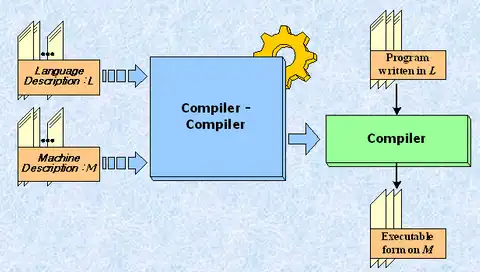 Language
Description : L
Machine
Description : M
Compiler -
Compiler
Program
written in L
Compiler
Executable
form on M